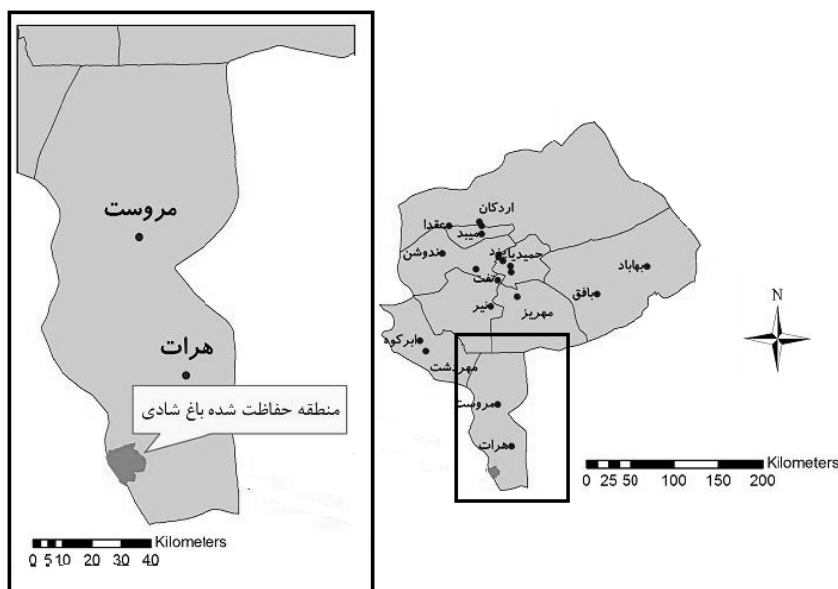 مروست
هرات
منطقه حفاظت شده باغ شادی
Kilometers
0 5 10 20 30 40
اردکان
عقدا
میبد
ندوشن
یزد
حمیدیا
تفت
بهاباد
بافق
نیر
مهریز
ابرکوه
مهردشت
مروست
هرات
N
Kilometers
0 25 50 100 150 200